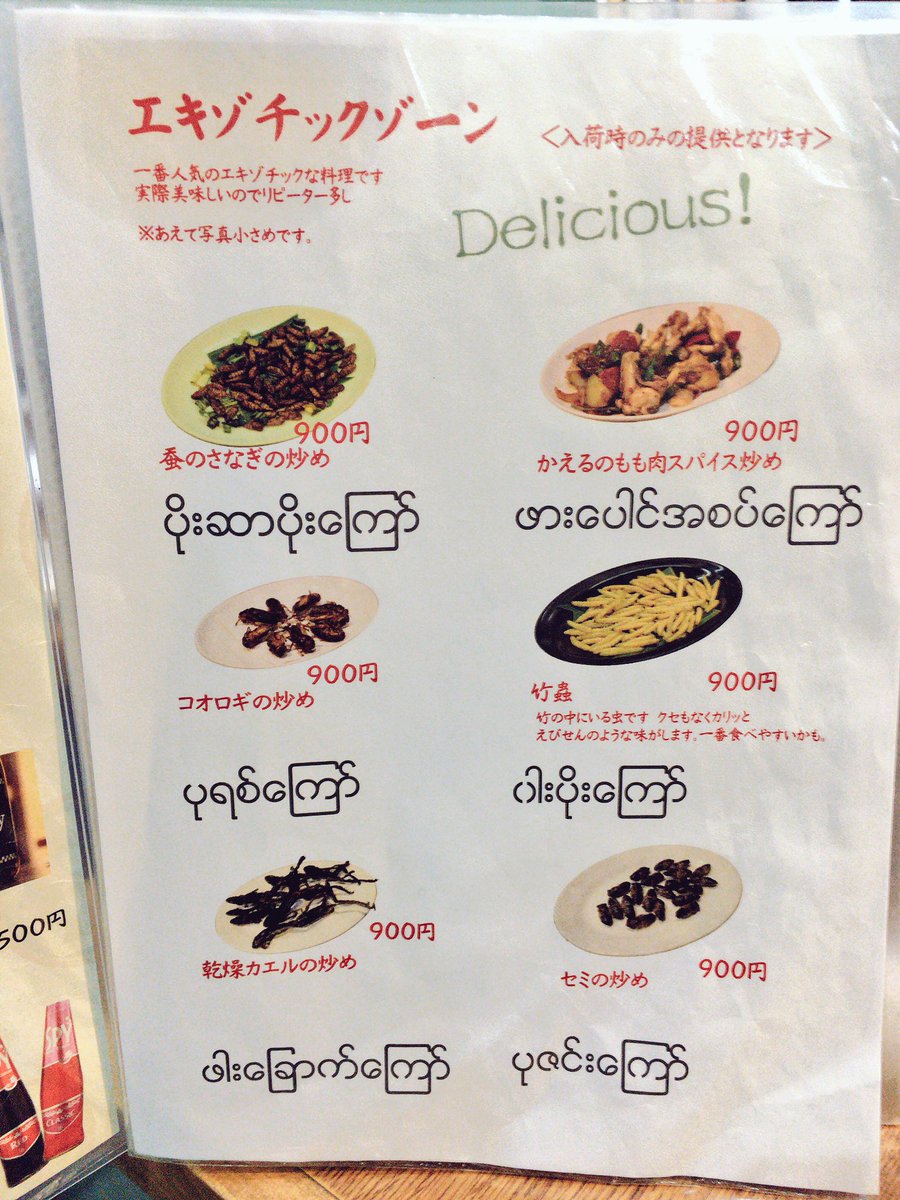 エキゾチックゾーン
<入荷時のみの提供となります>
一番人気のエキゾチックな料理です
実際美味しいのでリピーター多し
※あえて写真小さめです。
Delicious!
900円
蚕のさなぎの炒め
ပိုးဆာပိုးကြော်
900円
かえるのもも肉スパイス炒め
ဖားပေါင်အစပ်ကြော်
900円
コオロギの炒め
ပုရစ်ကြော်
900円
竹蟲
竹の中にいる虫です クセもなくカリッと
えびせんのような味がします。一番食べやすいかも。
ဝါးပိုးကြော်
900円
乾燥カエルの炒め
ဖါးခြောက်ကြော်
900円
セミの炒め
ပုဇင်းကြော်
500円
SPY
RED
SPY
CLASSIC